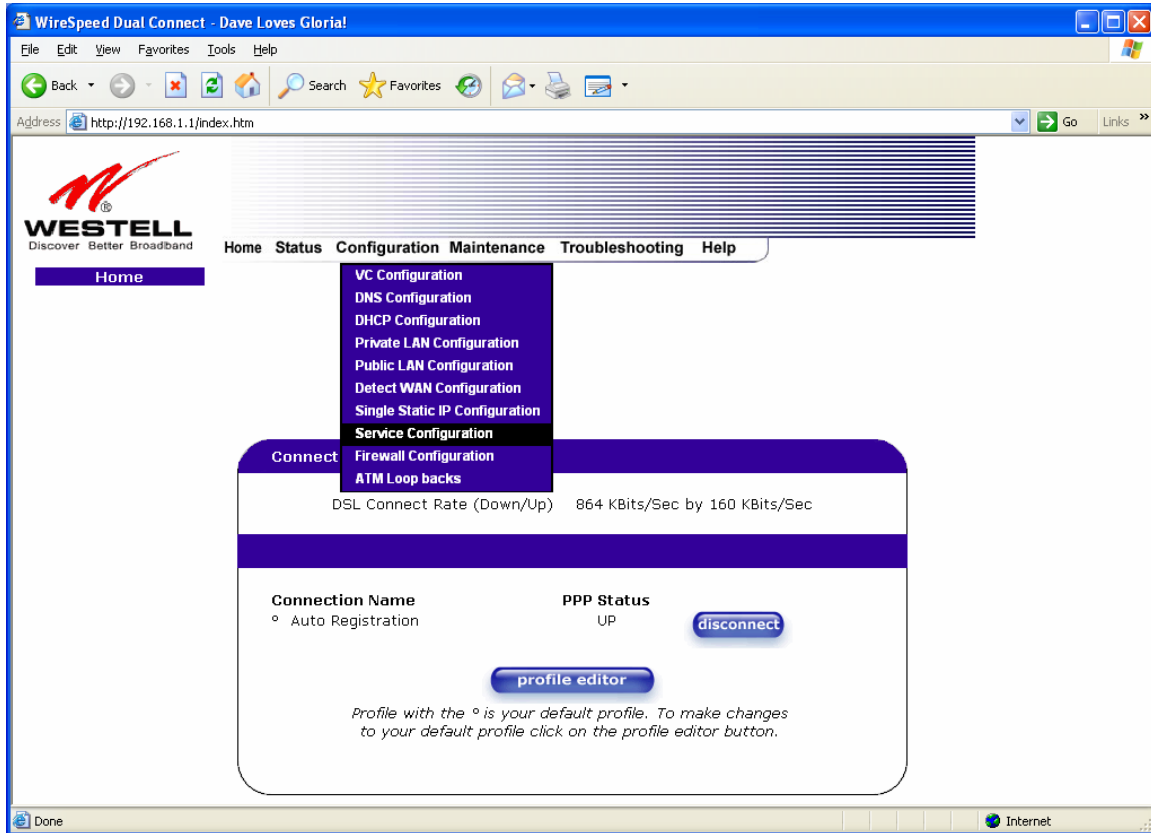 WireSpeed Dual Connect - Dave Loves Gloria!
File Edit View Favorites Tools Help
Back Search Favorites
Address http://192.168.1.1/index.htm Go Links »
WESTELL ®
Discover Better Broadband
Home Status Configuration Maintenance Troubleshooting Help
Home
VC Configuration
DNS Configuration
DHCP Configuration
Private LAN Configuration
Public LAN Configuration
Detect WAN Configuration
Single Static IP Configuration
Service Configuration
Connect
Firewall Configuration
ATM Loop backs
DSL Connect Rate (Down/Up) 864 KBits/Sec by 160 KBits/Sec
Connection Name PPP Status
º Auto Registration UP disconnect
profile editor
Profile with the º is your default profile. To make changes
to your default profile click on the profile editor button.
Done Internet